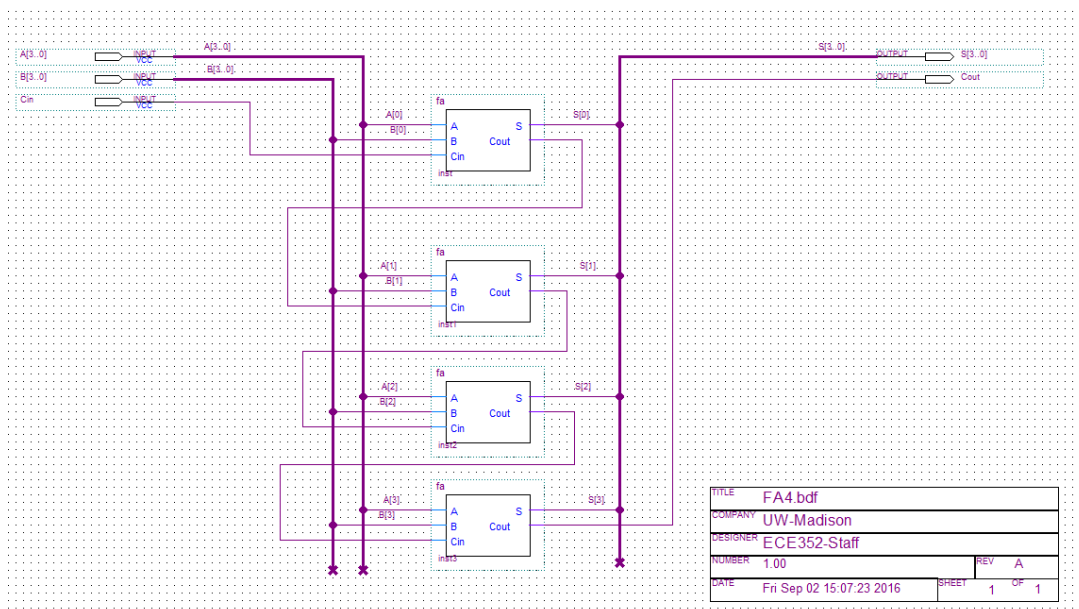 A[3..0] INPUT VCC A[3..0] S[3..0] OUTPUT S[3..0]
B[3..0] INPUT VCC B[3..0] OUTPUT Cout
Cin INPUT VCC
fa
A[0] A S S[0]
B[0] B Cout
Cin
inst
fa
A[1] A S S[1]
B[1] B Cout
Cin
inst1
fa
A[2] A S S[2]
B[2] B Cout
Cin
inst2
fa
A[3] A S S[3]
B[3] B Cout
Cin
inst3
TITLE FA4.bdf
COMPANY UW-Madison
DESIGNER ECE352-Staff
NUMBER 1.00 REV A
DATE Fri Sep 02 15:07:23 2016 SHEET 1 OF 1